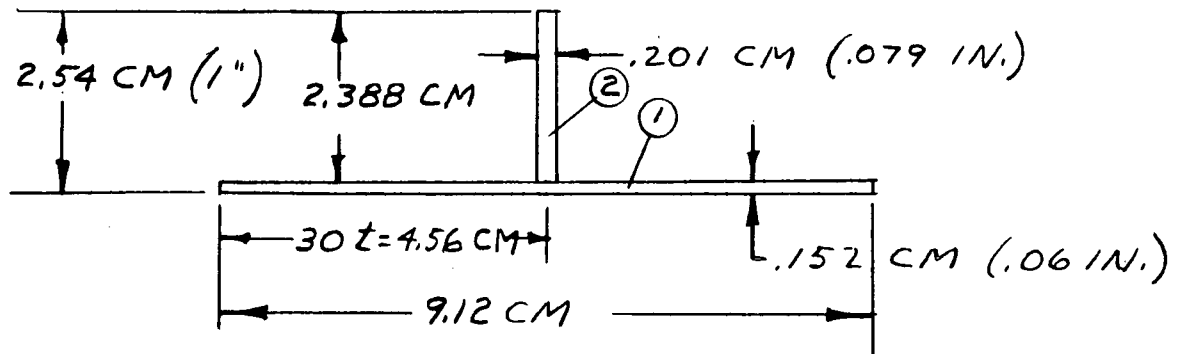 2.54 CM (1")
2.388 CM
.201 CM (.079 IN.)
2
1
30 t=4.56 CM
.152 CM (.06 IN.)
9.12 CM